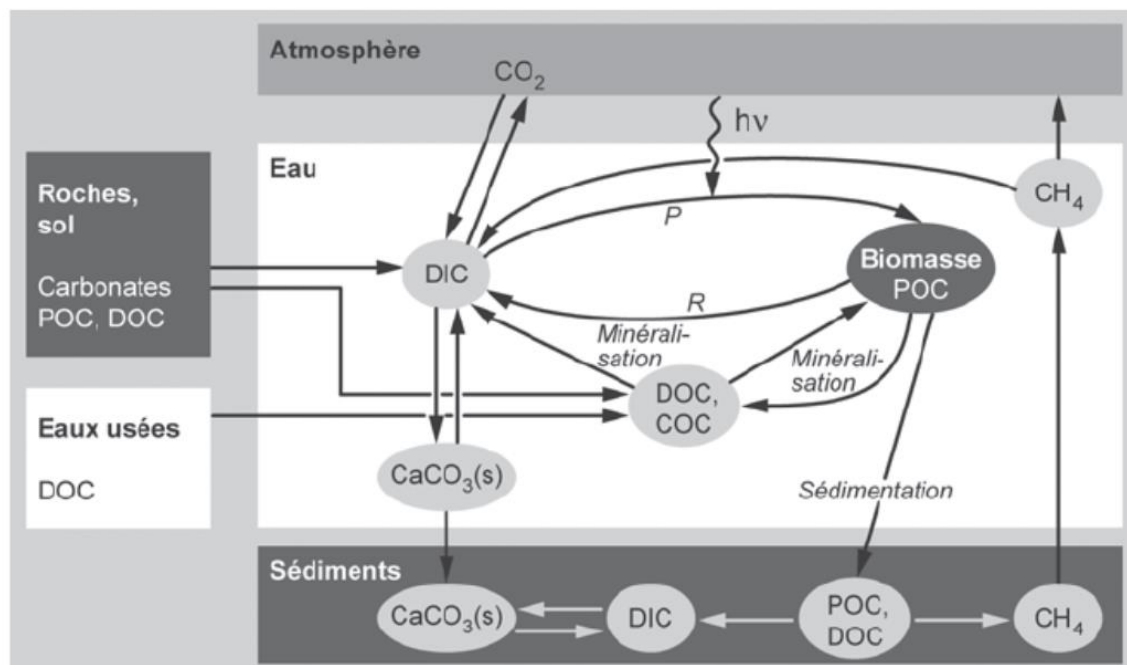 Atmosphère
CO₂
hν
Eau
Roches,
sol
Carbonates
POC, DOC
CH₄
P
DIC
Biomasse
POC
R
Minérali-
sation
Minérali-
sation
DOC,
COC
Eaux usées
DOC
CaCO₃(s)
Sédimentation
Sédiments
CaCO₃(s)
DIC
POC,
DOC
CH₄